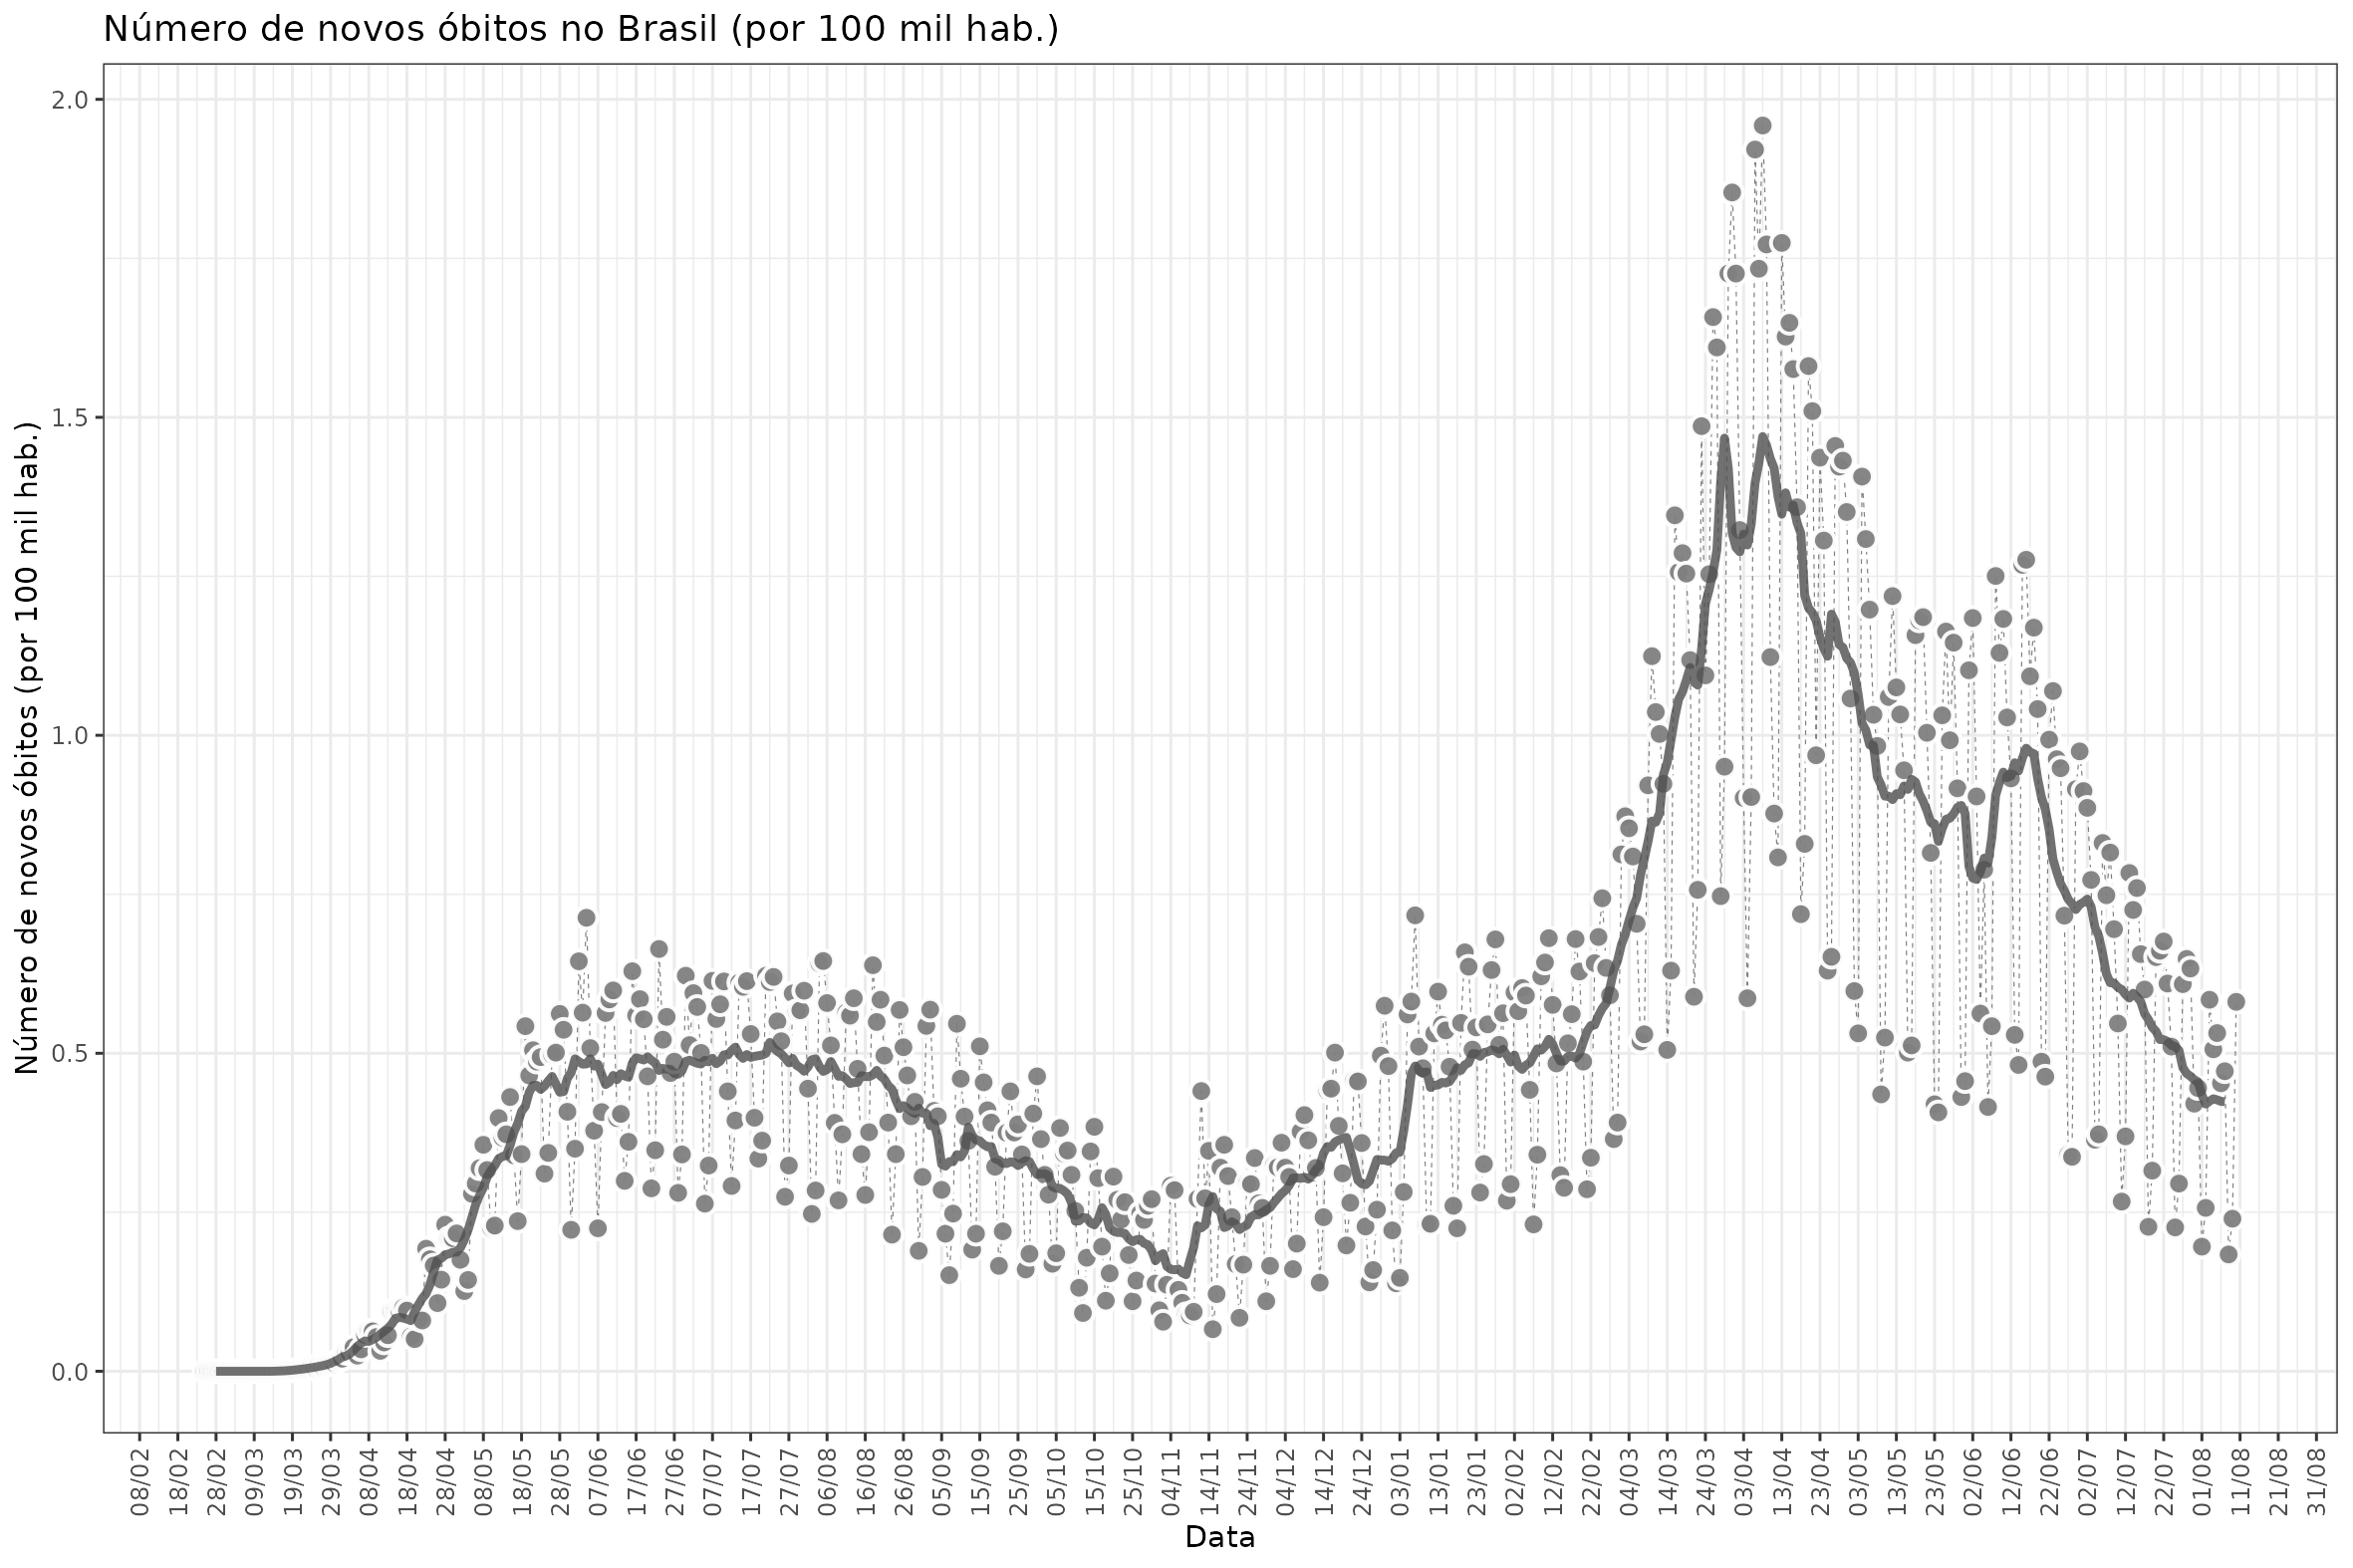 Número de novos óbitos no Brasil (por 100 mil hab.)
Número de novos óbitos (por 100 mil hab.)
2.0
1.5
1.0
0.5
0.0
08/02 18/02 28/02 09/03 19/03 29/03 08/04 18/04 28/04 08/05 18/05 28/05 07/06 17/06 27/06 07/07 17/07 27/07 06/08 16/08 26/08 05/09 15/09 25/09 05/10 15/10 25/10 04/11 14/11 24/11 04/12 14/12 24/12 03/01 13/01 23/01 02/02 12/02 22/02 04/03 14/03 24/03 03/04 13/04 23/04 03/05 13/05 23/05 02/06 12/06 22/06 02/07 12/07 22/07 01/08 11/08 21/08 31/08
Data